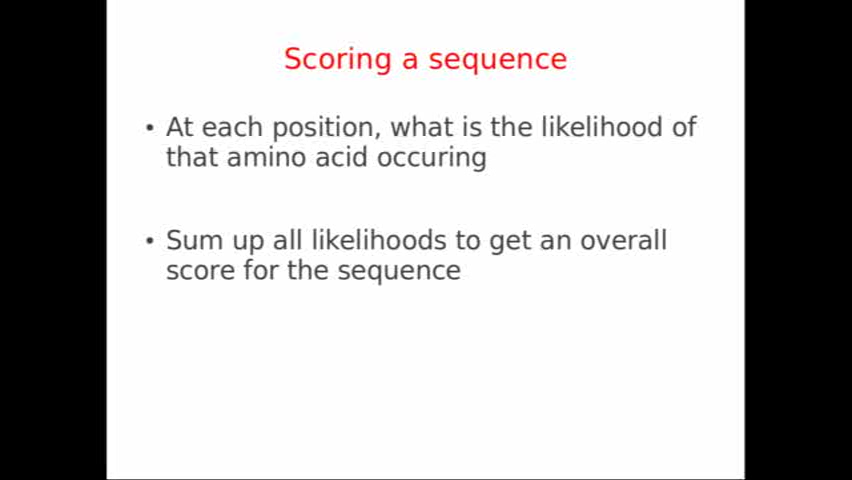 Scoring a sequence
• At each position, what is the likelihood of
that amino acid occuring
• Sum up all likelihoods to get an overall
score for the sequence